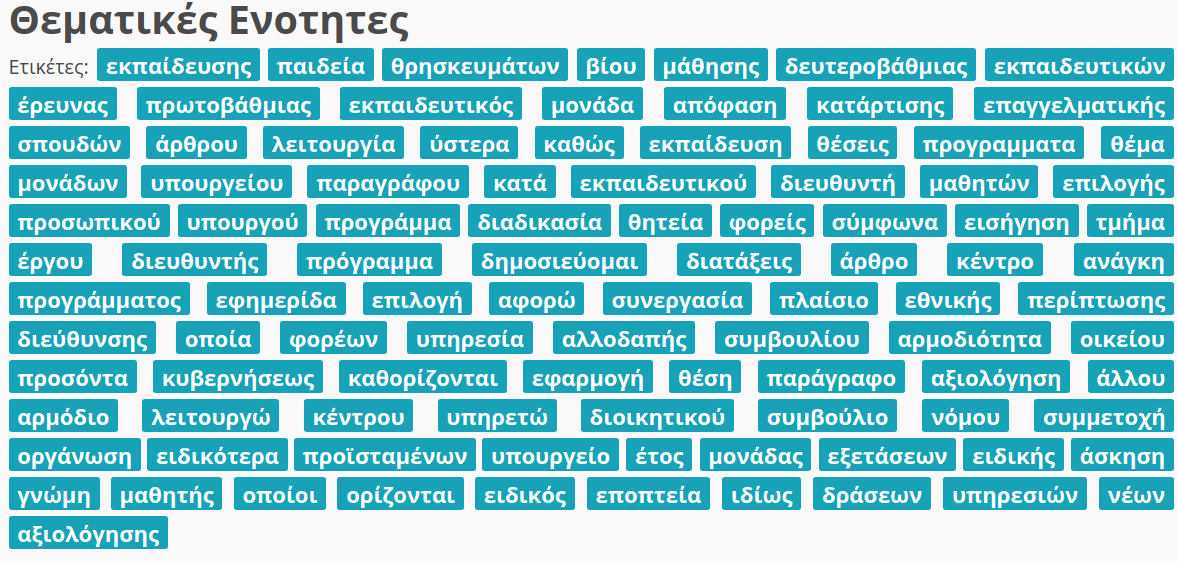 Θεματικές Ενοτητες
Ετικέτες: εκπαίδευσης παιδεία θρησκευμάτων βίου μάθησης δευτεροβάθμιας εκπαιδευτικών
έρευνας πρωτοβάθμιας εκπαιδευτικός μονάδα απόφαση κατάρτισης επαγγελματικής
σπουδών άρθρου λειτουργία ύστερα καθώς εκπαίδευση θέσεις προγραμματα θέμα
μονάδων υπουργείου παραγράφου κατά εκπαιδευτικού διευθυντή μαθητών επιλογής
προσωπικού υπουργού προγράμμα διαδικασία θητεία φορείς σύμφωνα εισήγηση τμήμα
έργου διευθυντής πρόγραμμα δημοσιεύομαι διατάξεις άρθρο κέντρο ανάγκη
προγράμματος εφημερίδα επιλογή αφορώ συνεργασία πλαίσιο εθνικής περίπτωσης
διεύθυνσης οποία φορέων υπηρεσία αλλοδαπής συμβουλίου αρμοδιότητα οικείου
προσόντα κυβερνήσεως καθορίζονται εφαρμογή θέση παράγραφο αξιολόγηση άλλου
αρμόδιο λειτουργώ κέντρου υπηρετώ διοικητικού συμβούλιο νόμου συμμετοχή
οργάνωση ειδικότερα προϊσταμένων υπουργείο έτος μονάδας εξετάσεων ειδικής άσκηση
γνώμη μαθητής οποίοι ορίζονται ειδικός εποπτεία ιδίως δράσεων υπηρεσιών νέων
αξιολόγησης